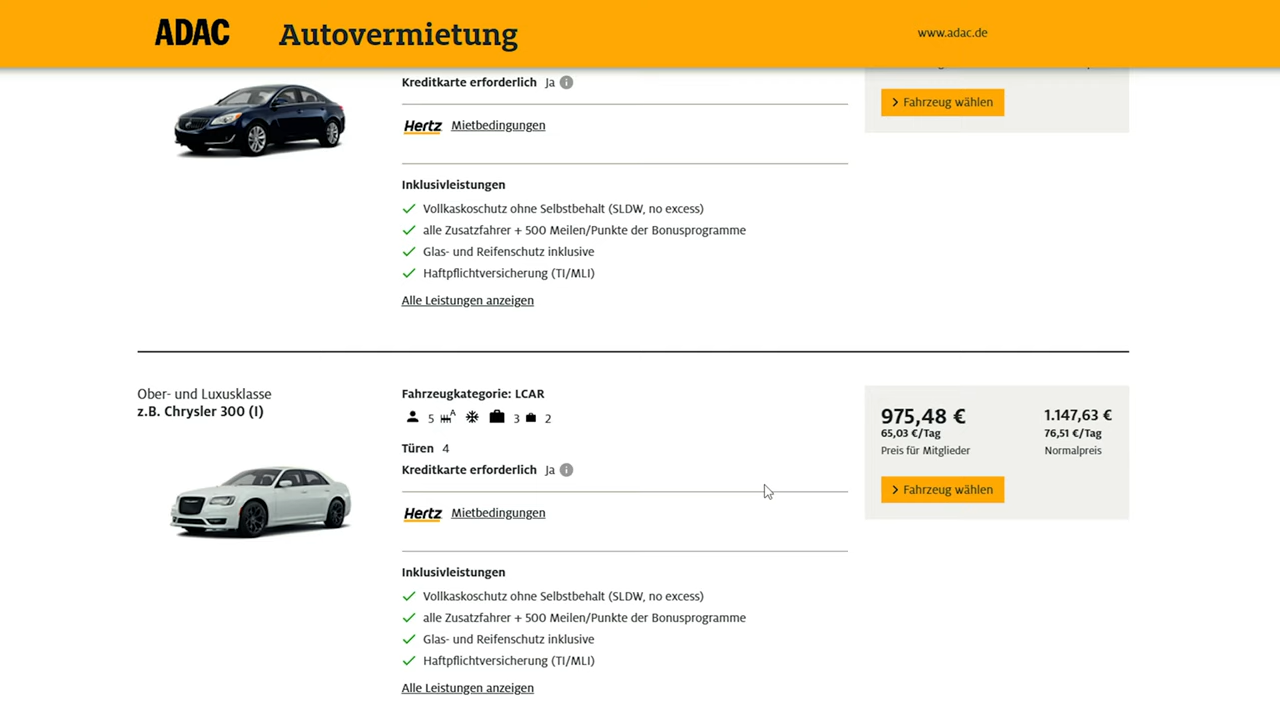 ADAC Autovermietung www.adac.de
Kreditkarte erforderlich Ja
Fahrzeug wählen
Hertz Mietbedingungen
Inklusivleistungen
Vollkaskoschutz ohne Selbstbehalt (SLDW, no excess)
alle Zusatzfahrer + 500 Meilen/Punkte der Bonusprogramme
Glas- und Reifenschutz inklusive
Haftpflichtversicherung (TI/MLI)
Alle Leistungen anzeigen
Ober- und Luxusklasse
z.B. Chrysler 300 (I)
Fahrzeugkategorie: LCAR
5 A 3 2
Türen 4
Kreditkarte erforderlich Ja
Hertz Mietbedingungen
975,48 € 1.147,63 €
65,03 €/Tag 76,51 €/Tag
Preis für Mitglieder Normalpreis
Fahrzeug wählen
Inklusivleistungen
Vollkaskoschutz ohne Selbstbehalt (SLDW, no excess)
alle Zusatzfahrer + 500 Meilen/Punkte der Bonusprogramme
Glas- und Reifenschutz inklusive
Haftpflichtversicherung (TI/MLI)
Alle Leistungen anzeigen